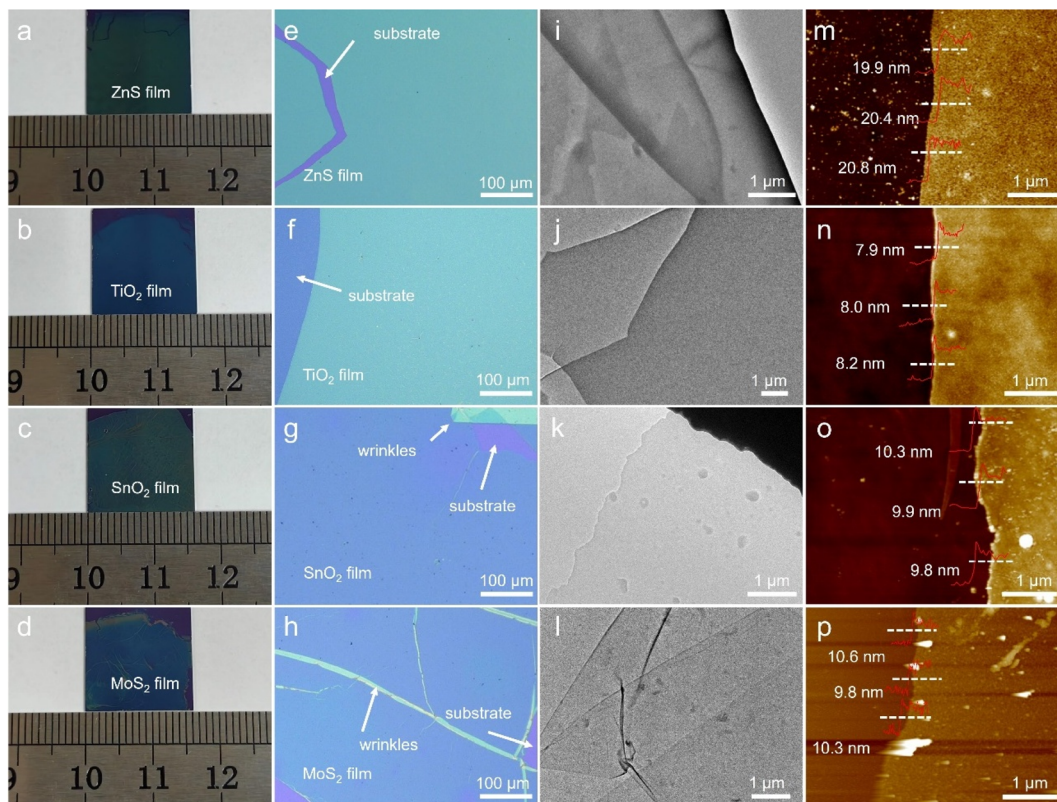 a
ZnS film
9 10 11 12
e
substrate
ZnS film
100 µm
i
1 µm
m
19.9 nm
20.4 nm
20.8 nm
1 µm
b
TiO₂ film
9 10 11 12
f
substrate
TiO₂ film
100 µm
j
1 µm
n
7.9 nm
8.0 nm
8.2 nm
1 µm
c
SnO₂ film
9 10 11 12
g
wrinkles
substrate
SnO₂ film
100 µm
k
1 µm
o
10.3 nm
9.9 nm
9.8 nm
1 µm
d
MoS₂ film
9 10 11 12
h
substrate
wrinkles
MoS₂ film
100 µm
l
1 µm
p
10.6 nm
9.8 nm
10.3 nm
1 µm